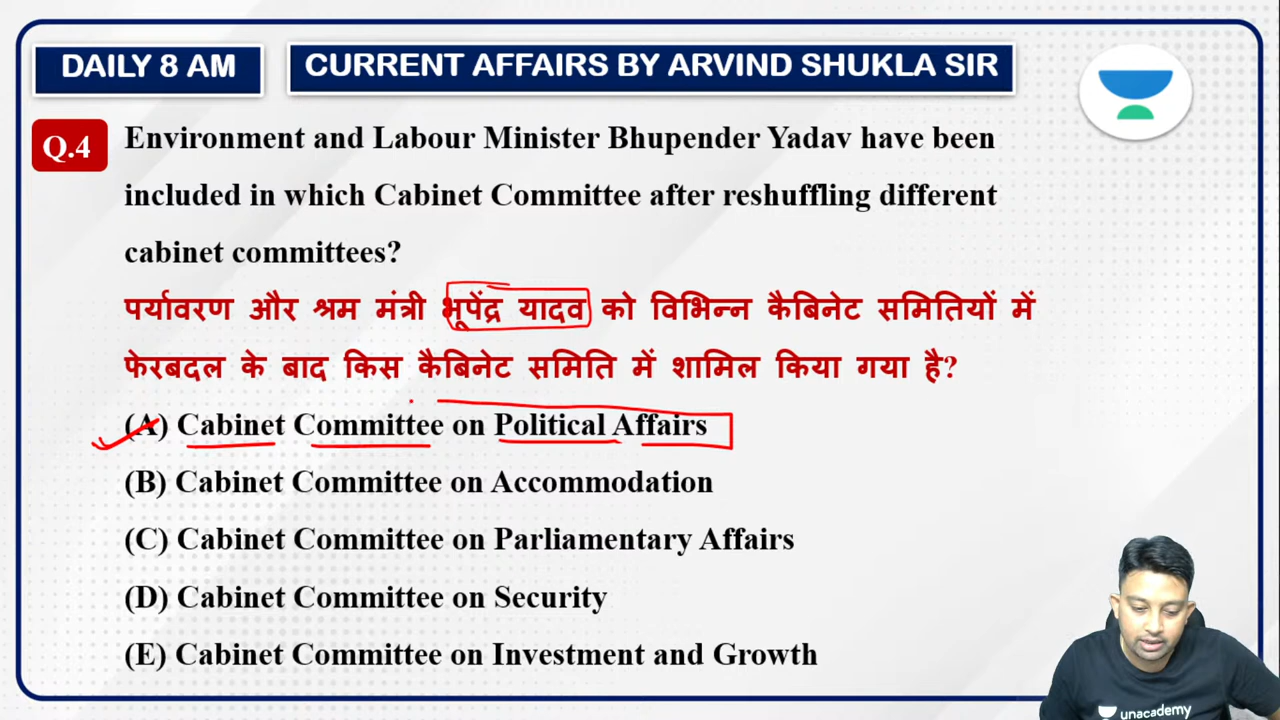 DAILY 8 AM
CURRENT AFFAIRS BY ARVIND SHUKLA SIR
Q.4
Environment and Labour Minister Bhupender Yadav have been
included in which Cabinet Committee after reshuffling different
cabinet committees?
पर्यावरण और श्रम मंत्री भूपेंद्र यादव को विभिन्न कैबिनेट समितियों में
फेरबदल के बाद किस कैबिनेट समिति में शामिल किया गया है?
(A) Cabinet Committee on Political Affairs
(B) Cabinet Committee on Accommodation
(C) Cabinet Committee on Parliamentary Affairs
(D) Cabinet Committee on Security
(E) Cabinet Committee on Investment and Growth
unacademy